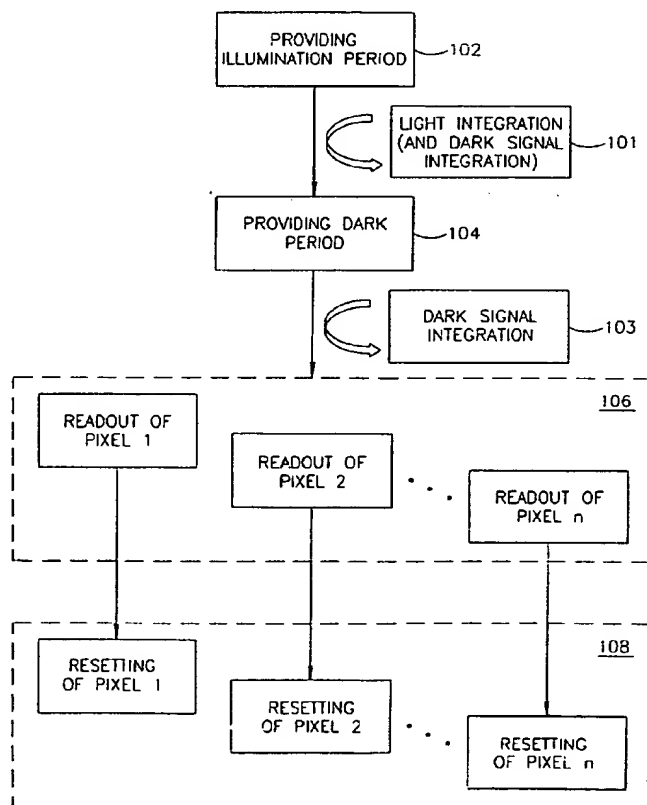 PROVIDING
ILLUMINATION PERIOD
102
LIGHT INTEGRATION
(AND DARK SIGNAL
INTEGRATION)
101
PROVIDING DARK
PERIOD
104
DARK SIGNAL
INTEGRATION
103
106
READOUT OF
PIXEL 1
READOUT OF
PIXEL 2
READOUT OF
PIXEL n
108
RESETTING
OF PIXEL 1
RESETTING
OF PIXEL 2
RESETTING
OF PIXEL n